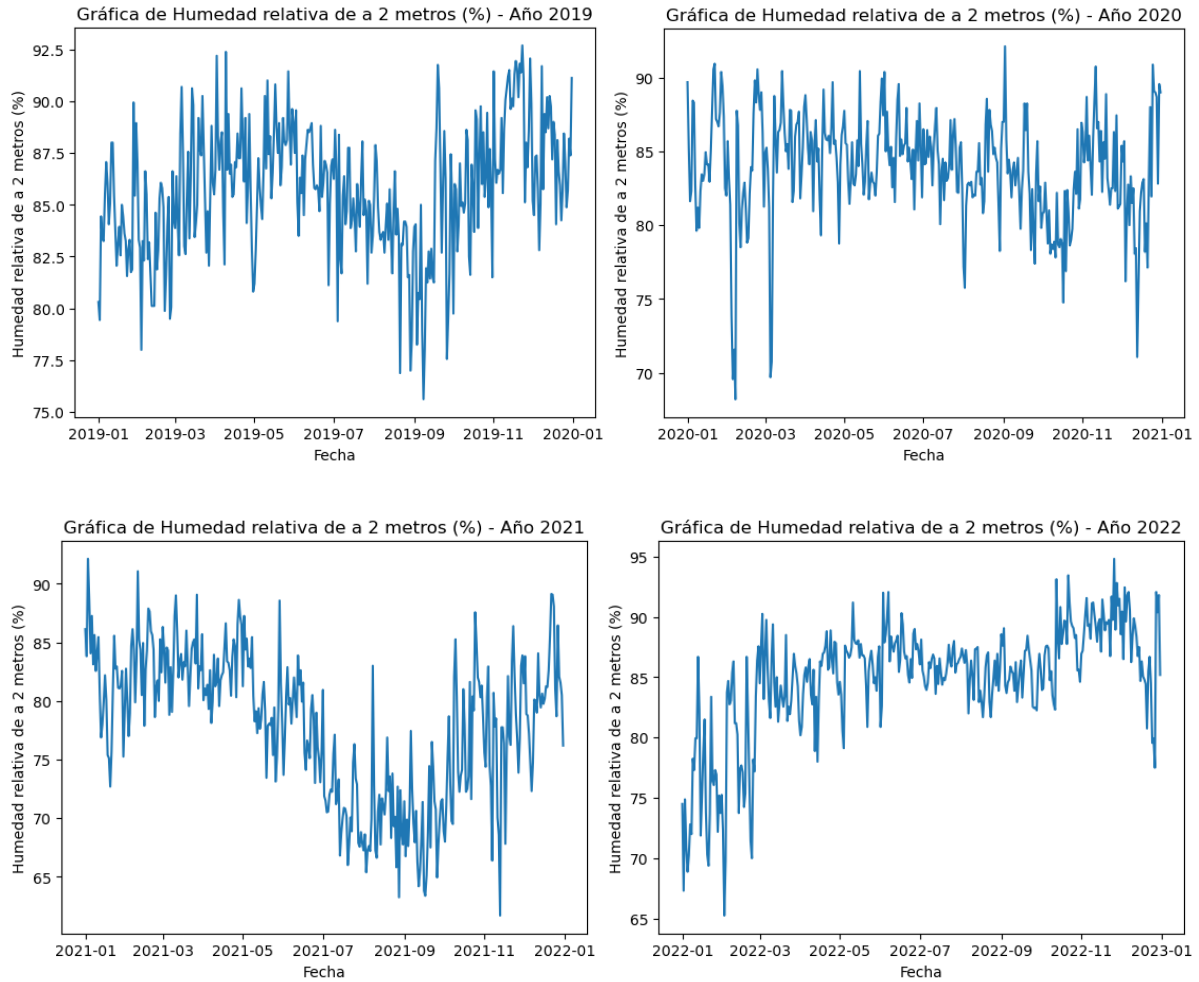 Gráfica de Humedad relativa de a 2 metros (%) - Año 2019
Humedad relativa de a 2 metros (%)
92.5
90.0
87.5
85.0
82.5
80.0
77.5
75.0
2019-01 2019-03 2019-05 2019-07 2019-09 2019-11 2020-01
Fecha
Gráfica de Humedad relativa de a 2 metros (%) - Año 2020
Humedad relativa de a 2 metros (%)
90
85
80
75
70
2020-01 2020-03 2020-05 2020-07 2020-09 2020-11 2021-01
Fecha
Gráfica de Humedad relativa de a 2 metros (%) - Año 2021
Humedad relativa de a 2 metros (%)
90
85
80
75
70
65
2021-01 2021-03 2021-05 2021-07 2021-09 2021-11 2022-01
Fecha
Gráfica de Humedad relativa de a 2 metros (%) - Año 2022
Humedad relativa de a 2 metros (%)
95
90
85
80
75
70
65
2022-01 2022-03 2022-05 2022-07 2022-09 2022-11 2023-01
Fecha